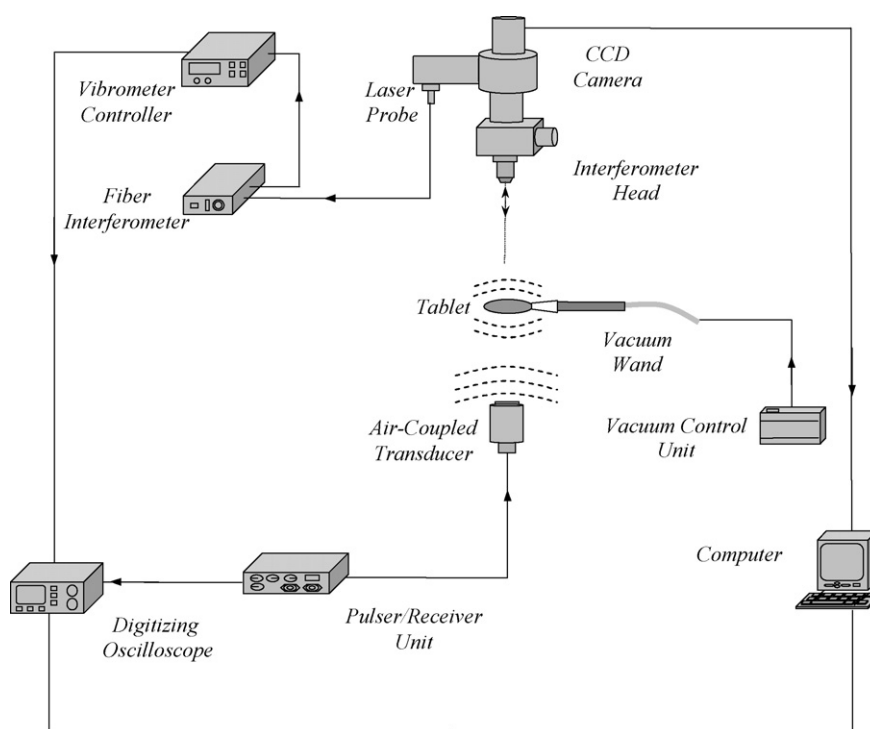 Vibrometer
Controller
Laser
Probe
CCD
Camera
Fiber
Interferometer
Interferometer
Head
Tablet
Vacuum
Wand
Air-Coupled
Transducer
Vacuum Control
Unit
Computer
Digitizing
Oscilloscope
Pulser/Receiver
Unit